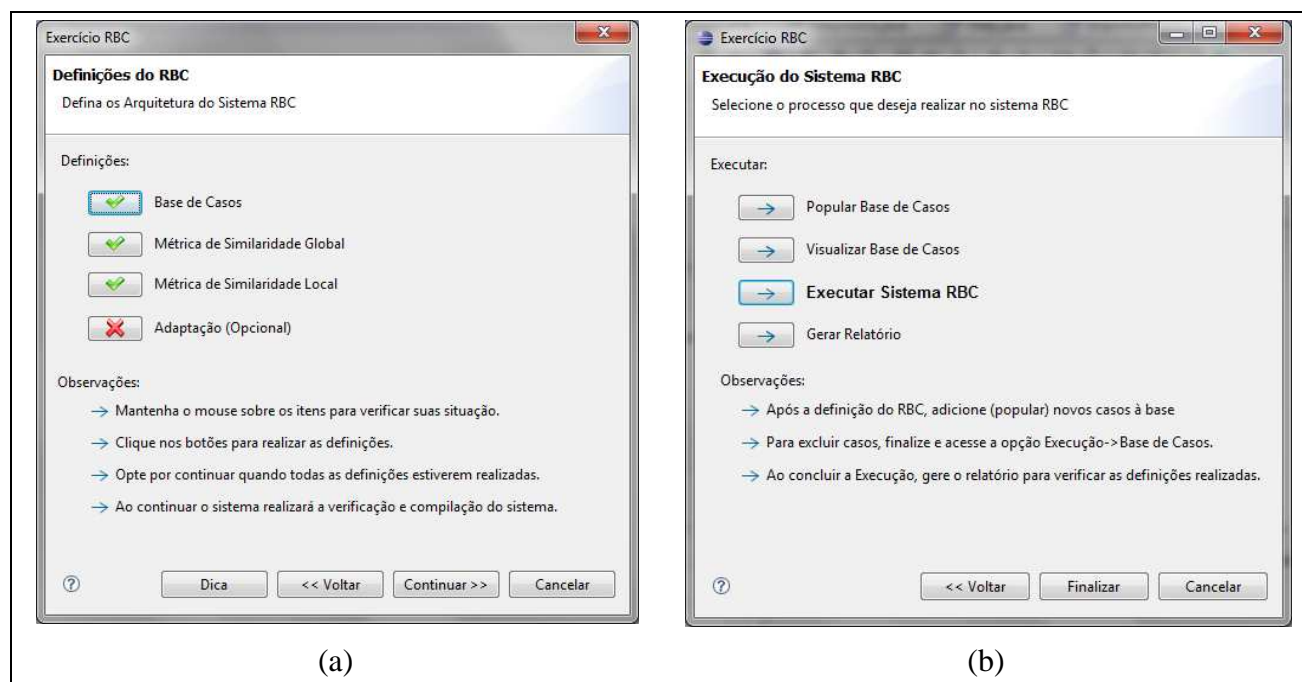 Exercício RBC
Definições do RBC
Defina os Arquitetura do Sistema RBC
Definições:
Base de Casos
Métrica de Similaridade Global
Métrica de Similaridade Local
Adaptação (Opcional)
Observações:
Mantenha o mouse sobre os itens para verificar suas situação.
Clique nos botões para realizar as definições.
Opte por continuar quando todas as definições estiverem realizadas.
Ao continuar o sistema realizará a verificação e compilação do sistema.
Dica << Voltar Continuar >> Cancelar
(a)
Exercício RBC
Execução do Sistema RBC
Selecione o processo que deseja realizar no sistema RBC
Executar:
Popular Base de Casos
Visualizar Base de Casos
Executar Sistema RBC
Gerar Relatório
Observações:
Após a definição do RBC, adicione (popular) novos casos à base
Para excluir casos, finalize e acesse a opção Execução->Base de Casos.
Ao concluir a Execução, gere o relatório para verificar as definições realizadas.
<< Voltar Finalizar Cancelar
(b)